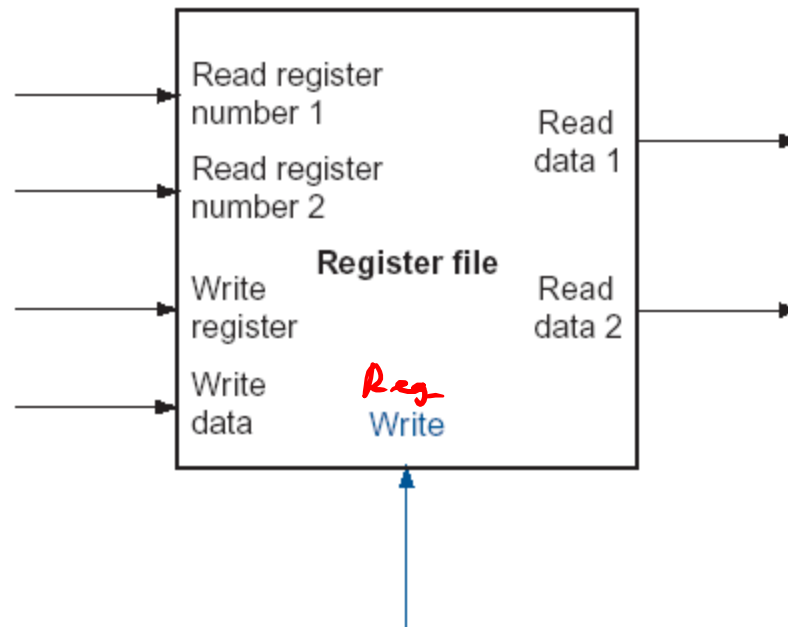 Read register
number 1
Read
data 1
Read register
number 2
Register file
Write
register
Read
data 2
Write
data
Reg
Write